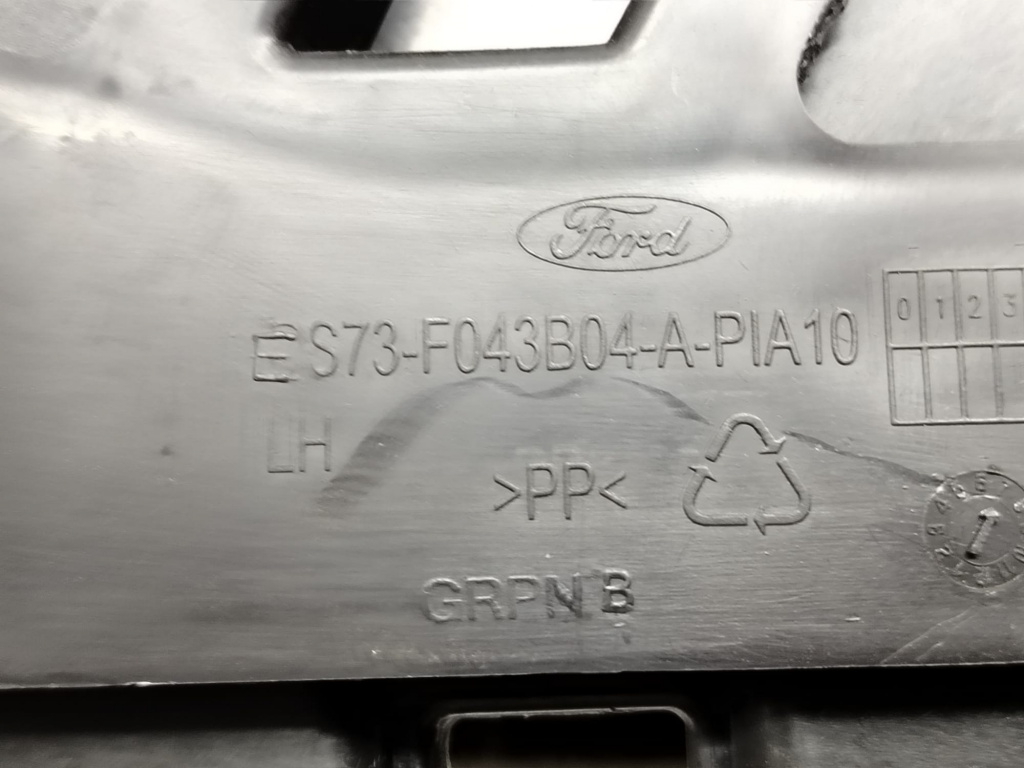 Ford
ES73-F043B04-A-PIA10
0 1 2 3
LH
>PP<
GRPN B